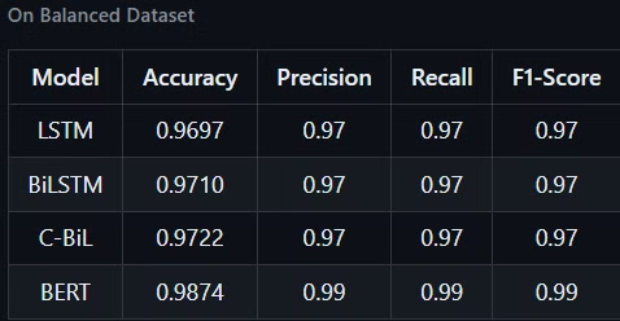 On Balanced Dataset
Model Accuracy Precision Recall F1-Score
LSTM 0.9697 0.97 0.97 0.97
BiLSTM 0.9710 0.97 0.97 0.97
C-BiL 0.9722 0.97 0.97 0.97
BERT 0.9874 0.99 0.99 0.99